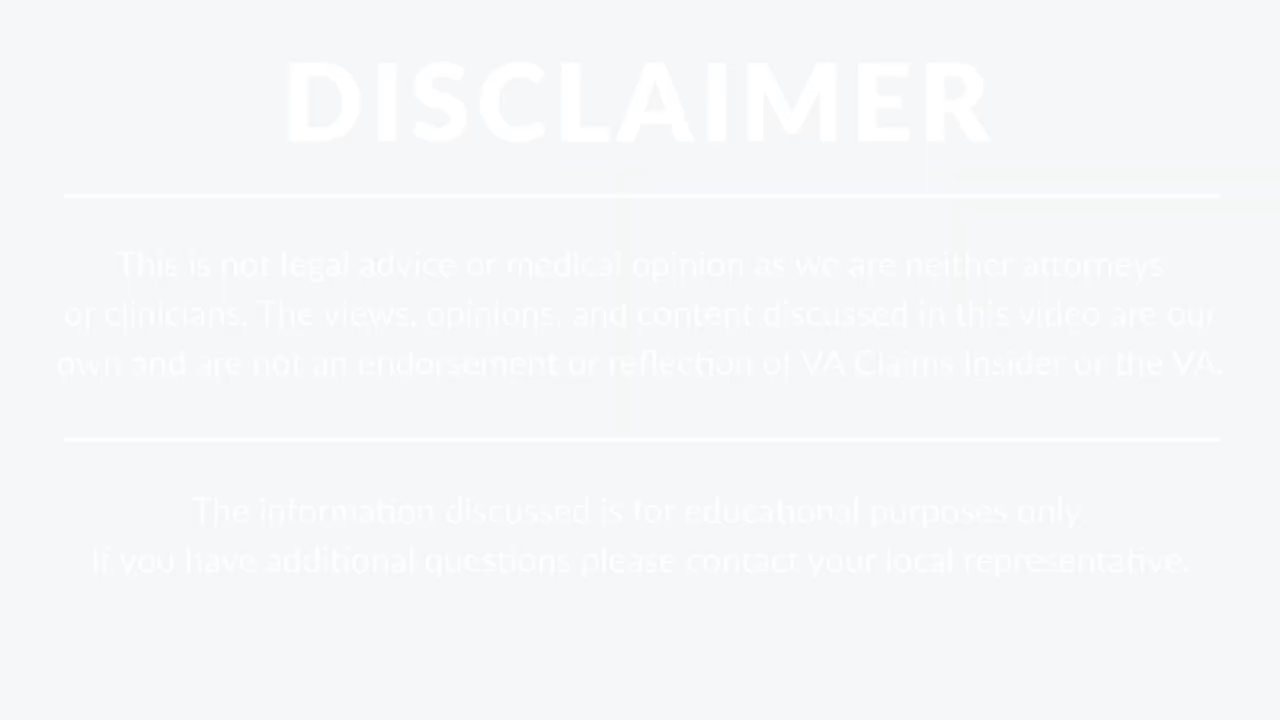 DISCLAIMER
This is not legal advice or medical opinion as we are neither attorneys
or clinicians. The views, opinions, and content discussed in this video are our
own and are not an endorsement or reflection of VA Claims Insider or the VA.
The information discussed is for educational purposes only.
If you have additional questions please contact your local representative.